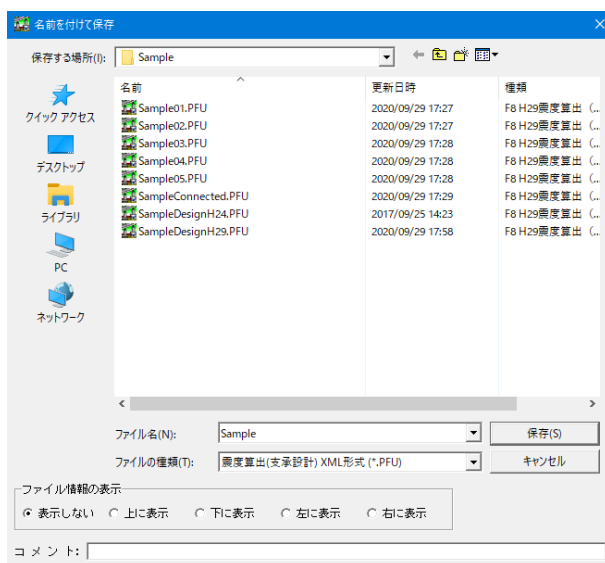 名前を付けて保存
保存する場所(I): Sample
名前 更新日時 種類
Sample01.PFU 2020/09/29 17:27 F8 H29震度算出 (...
Sample02.PFU 2020/09/29 17:27 F8 H29震度算出 (...
Sample03.PFU 2020/09/29 17:28 F8 H29震度算出 (...
Sample04.PFU 2020/09/29 17:28 F8 H29震度算出 (...
Sample05.PFU 2020/09/29 17:28 F8 H29震度算出 (...
SampleConnected.PFU 2020/09/29 17:29 F8 H29震度算出 (...
SampleDesignH24.PFU 2017/09/25 14:23 F8 H29震度算出 (...
SampleDesignH29.PFU 2020/09/29 17:58 F8 H29震度算出 (...
クイック アクセス
デスクトップ
ライブラリ
PC
ネットワーク
ファイル名(N): Sample 保存(S)
ファイルの種類(T): 震度算出(支承設計) XML形式 (*.PFU) キャンセル
ファイル情報の表示
表示しない 上に表示 下に表示 左に表示 右に表示
コメント: